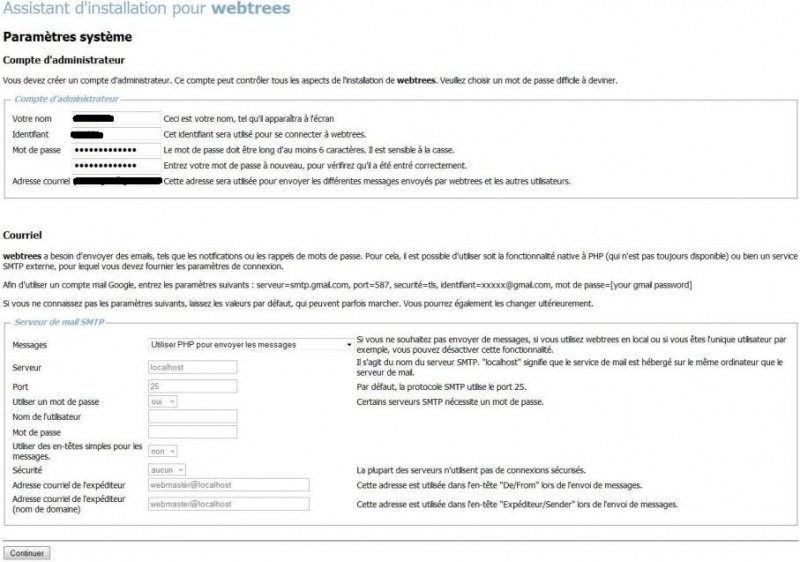 Assistant d'installation pour webtrees
Paramètres système
Compte d'administrateur
Vous devez créer un compte d'administrateur. Ce compte peut contrôler tous les aspects de l'installation de webtrees. Veuillez choisir un mot de passe difficile à deviner.
Compte d'administrateur
Votre nom Ceci est votre nom, tel qu'il apparaîtra à l'écran
Identifiant Cet identifiant sera utilisé pour se connecter à webtrees.
Mot de passe ••••••••••••• Le mot de passe doit être long d'au moins 6 caractères. Il est sensible à la casse.
••••••••••••• Entrez votre mot de passe à nouveau, pour vérifiez qu'il a été entré correctement.
Adresse courriel Cette adresse sera utilisée pour envoyer les différentes messages envoyés par webtrees et les autres utilisateurs.
Courriel
webtrees a besoin d'envoyer des emails, tels que les notifications ou les rappels de mots de passe. Pour cela, il est possible d'utiliser soit la fonctionnalité native à PHP (qui n'est pas toujours disponible) ou bien un service
SMTP externe, pour lequel vous devez fournir les paramètres de connexion.
Afin d'utiliser un compte mail Google, entrez les paramètres suivants : serveur=smtp.gmail.com, port=587, securité=tls, identifiant=xxxxx@gmail.com, mot de passe=[your gmail password]
Si vous ne connaissez pas les paramètres suivants, laissez les valeurs par défaut, qui peuvent parfois marcher. Vous pourrez également les changer ultérieurement.
Serveur de mail SMTP
Messages Utiliser PHP pour envoyer les messages Si vous ne souhaitez pas envoyer de messages, si vous utilisez webtrees en local ou si vous êtes l'unique utilisateur par
exemple, vous pouvez désactiver cette fonctionnalité.
Serveur localhost Il s'agit du nom du serveur SMTP. "localhost" signifie que le service de mail est hébergé sur le même ordinateur que le
serveur de mail.
Port 25 Par défaut, la protocole SMTP utilise le port 25.
Utiliser un mot de passe oui Certains serveurs SMTP nécessite un mot de passe.
Nom de l'utilisateur
Mot de passe
Utiliser des en-têtes simples pour les
messages. non
Sécurité aucun La plupart des serveurs n'utilisent pas de connexions sécurisés.
Adresse courriel de l'expéditeur webmaster@localhost Cette adresse est utilisée dans l'en-tête "De/From" lors de l'envoi de messages.
Adresse courriel de l'expéditeur
(nom de domaine) webmaster@localhost Cette adresse est utilisée dans l'en-tête "Expéditeur/Sender" lors de l'envoi de messages.
Continuer